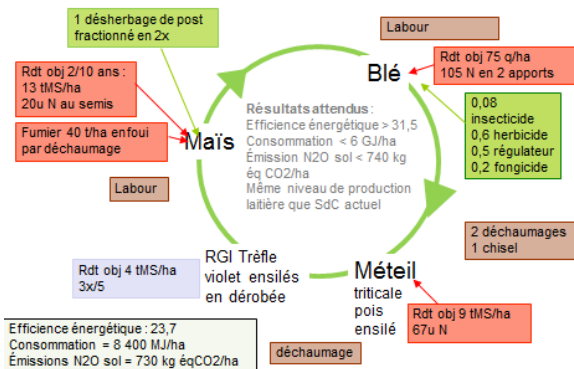 1 désherbage de post
fractionné en 2x
Labour
Rdt obj 75 q/ha
105 N en 2 apports
Blé
Rdt obj 2/10 ans :
13 tMS/ha
20u N au semis
0,08
insecticide
0,6 herbicide
0,5 régulateur
0,2 fongicide
Résultats attendus :
Efficience énergétique > 31,5
Consommation < 6 GJ/ha
Émission N2O sol < 740 kg
éq CO2/ha
Même niveau de production
laitière que SdC actuel
Fumier 40 t/ha enfoui
par déchaumage
Maïs
Labour
2 déchaumages
1 chisel
RGI Trèfle
violet ensilés
en dérobée
Rdt obj 4 tMS/ha
3x/5
Méteil
triticale
pois
ensilé
Rdt obj 9 tMS/ha
67u N
Efficience énergétique : 23,7
Consommation = 8 400 MJ/ha
Émissions N2O sol = 730 kg éqCO2/ha
déchaumage